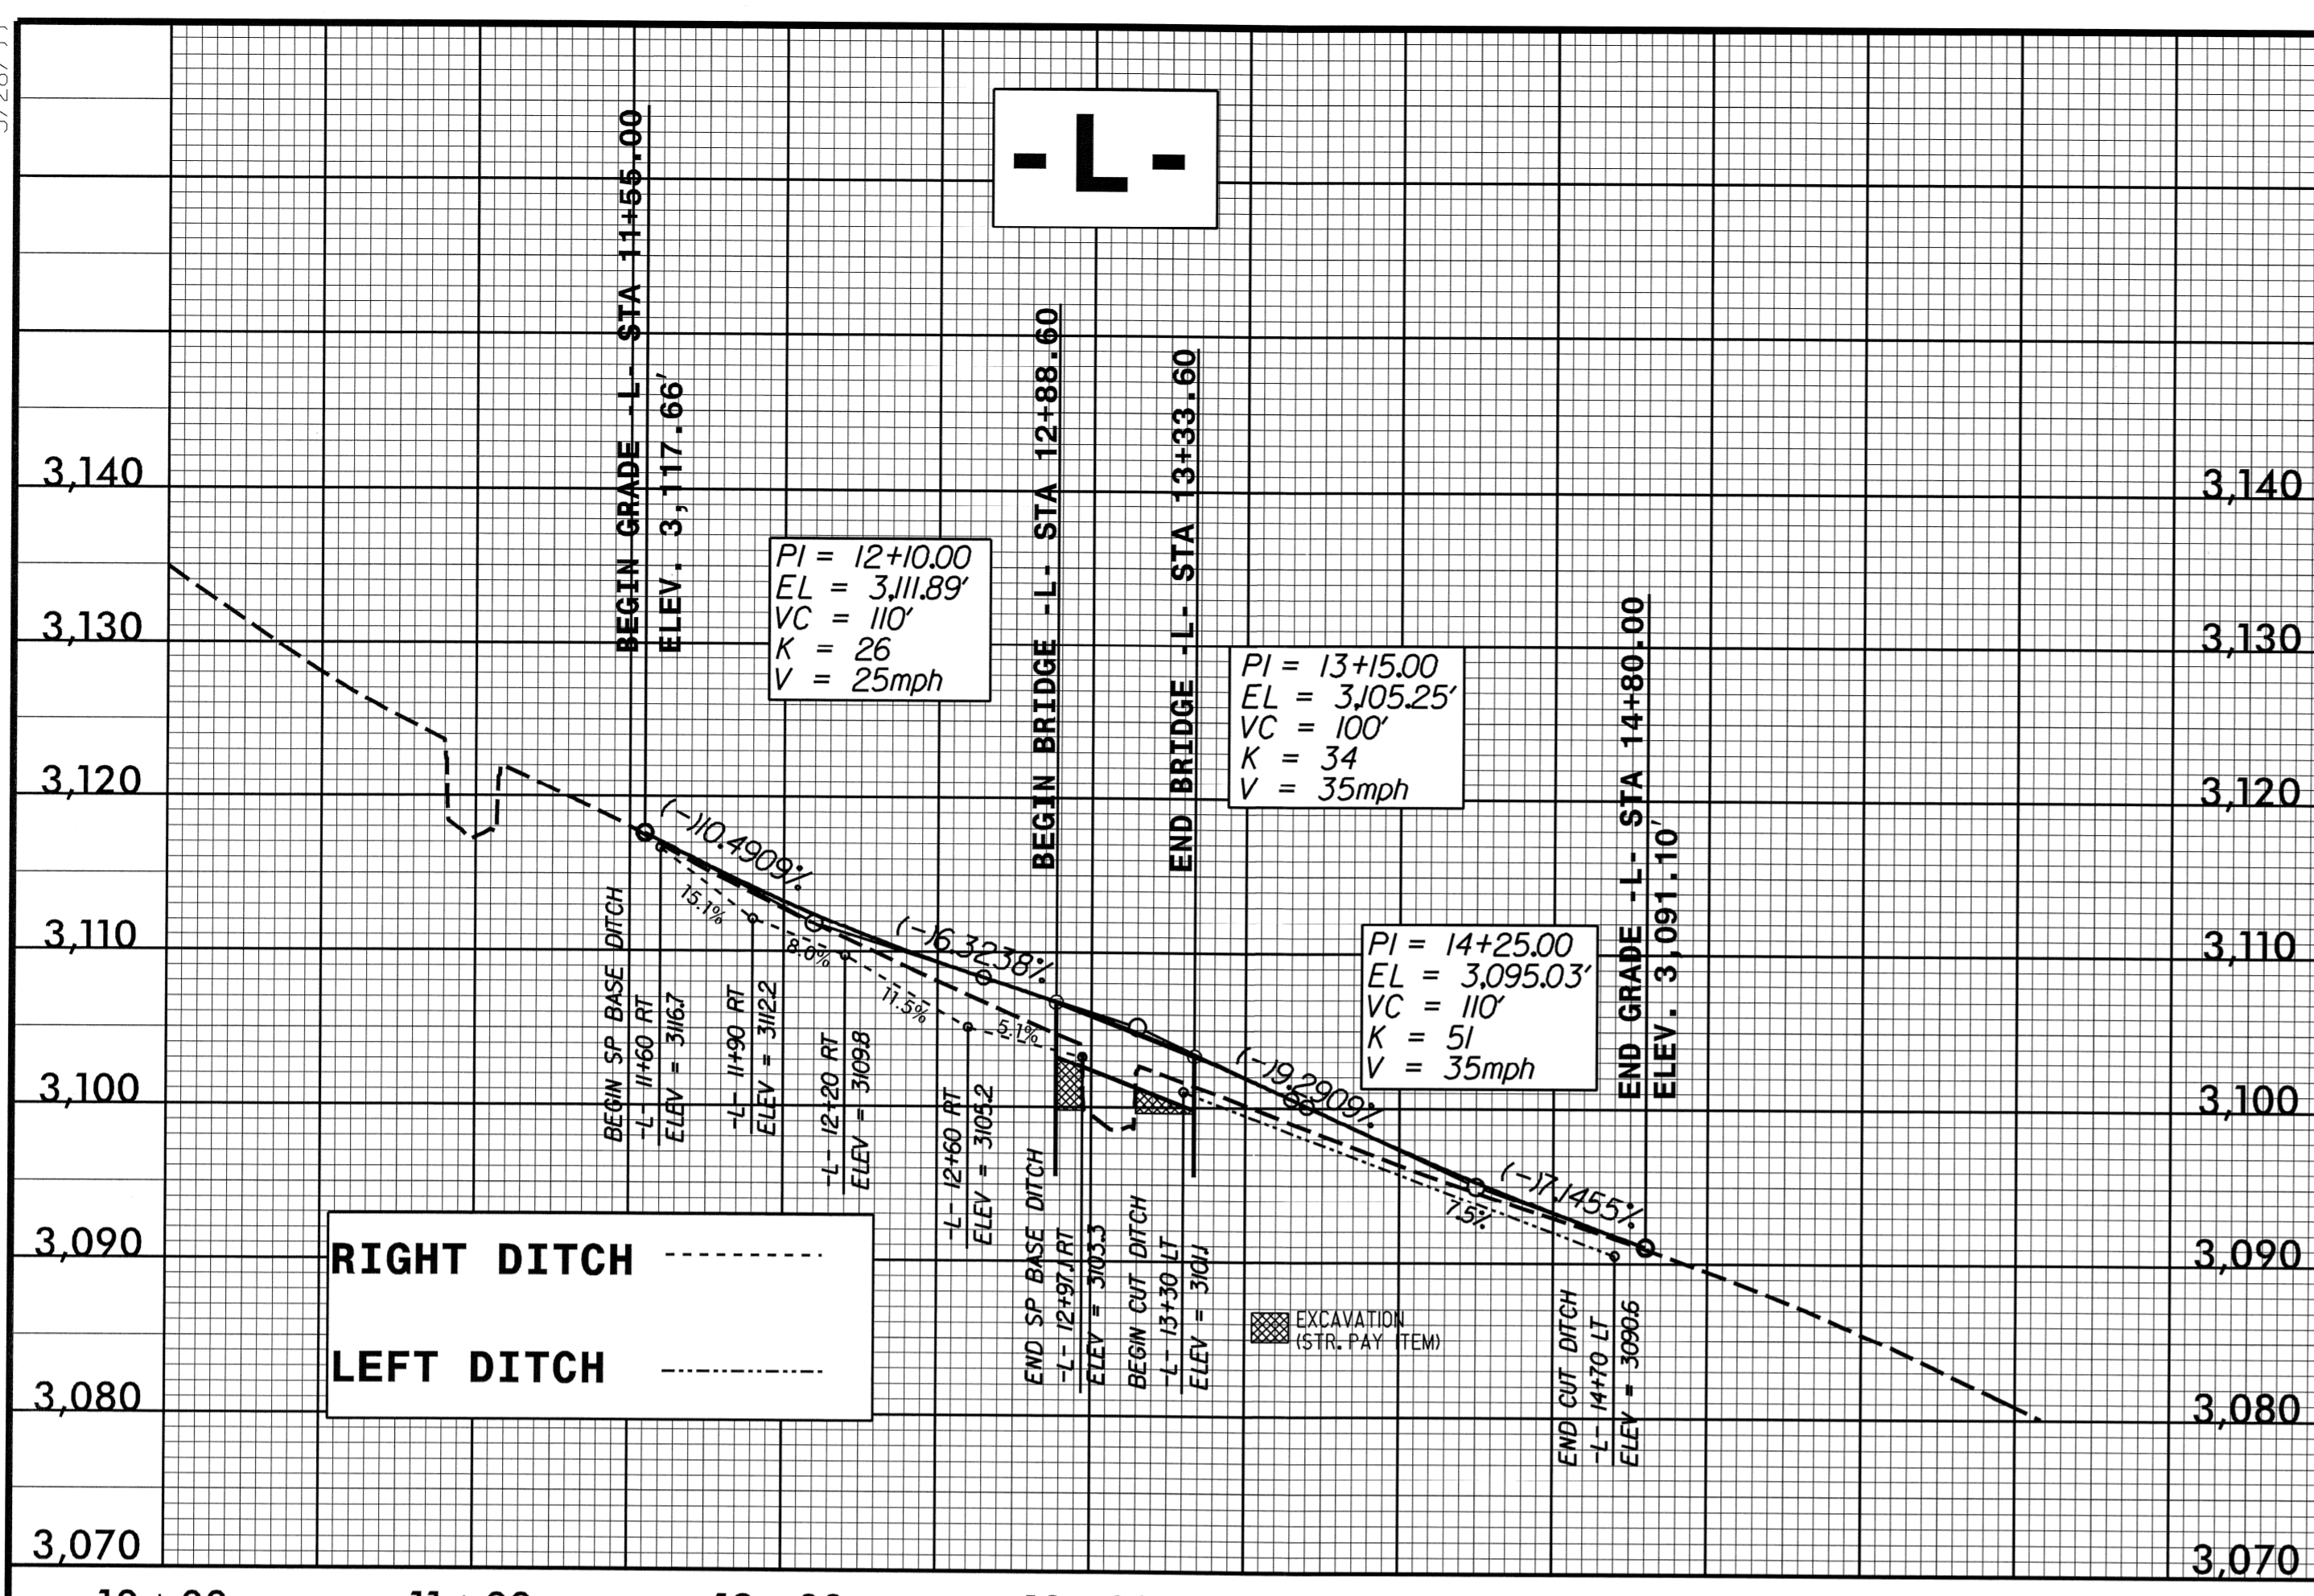 -L-
BEGIN GRADE -L- STA 11+55.00
ELEV. 3,117.66'
BEGIN BRIDGE -L- STA 12+88.60
END BRIDGE -L- STA 13+33.60
END GRADE -L- STA 14+80.00
ELEV. 3,091.10'
3,140
3,140
3,130
3,130
3,120
3,120
3,110
3,110
3,100
3,100
3,090
3,090
3,080
3,080
3,070
3,070
PI = 12+10.00
EL = 3,111.89'
VC = 110'
K = 26
V = 25mph
PI = 13+15.00
EL = 3,105.25'
VC = 100'
K = 34
V = 35mph
PI = 14+25.00
EL = 3,095.03'
VC = 110'
K = 51
V = 35mph
(-)10.4909%
(-)6.3238%
(-)9.2909%
(-)7.1455%
15.1%
8.0%
11.5%
5.1%
7.5%
BEGIN SP BASE DITCH
-L- 11+60 RT
ELEV = 3116.7
-L- 11+90 RT
ELEV = 3112.2
-L- 12+20 RT
ELEV = 3109.8
-L- 12+60 RT
ELEV = 3105.2
END SP BASE DITCH
-L- 12+97.1 RT
ELEV = 3103.3
BEGIN CUT DITCH
-L- 13+30 LT
ELEV = 3101.1
END CUT DITCH
-L- 14+70 LT
ELEV = 3090.6
RIGHT DITCH
LEFT DITCH
EXCAVATION
(STR. PAY ITEM)